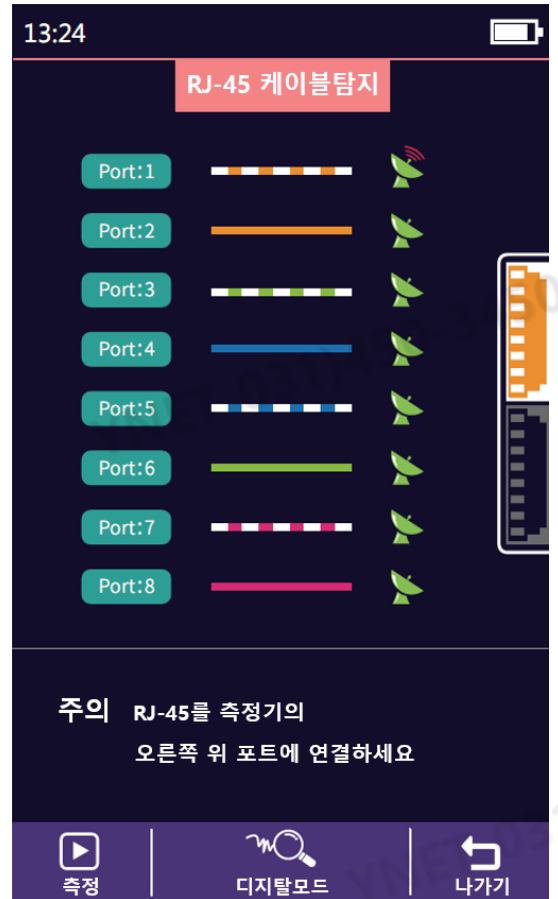 13:24
RJ-45 케이블탐지
Port:1
Port:2
Port:3
Port:4
Port:5
Port:6
Port:7
Port:8
주의 RJ-45를 측정기의
오른쪽 위 포트에 연결하세요
측정 디지탈모드 나가기